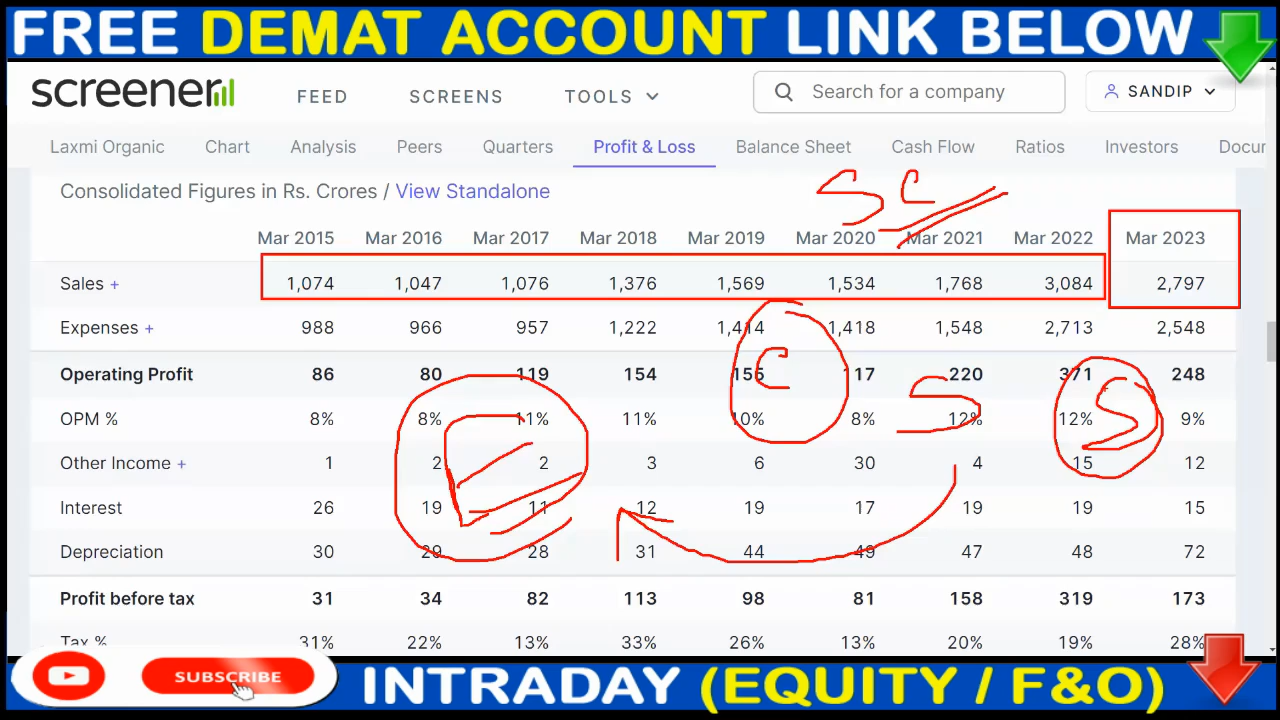 FREE DEMAT ACCOUNT LINK BELOW
screener FEED SCREENS TOOLS Search for a company SANDIP
Laxmi Organic Chart Analysis Peers Quarters Profit & Loss Balance Sheet Cash Flow Ratios Investors Docur
Consolidated Figures in Rs. Crores / View Standalone
S C
Mar 2015 Mar 2016 Mar 2017 Mar 2018 Mar 2019 Mar 2020 Mar 2021 Mar 2022 Mar 2023
Sales + 1,074 1,047 1,076 1,376 1,569 1,534 1,768 3,084 2,797
Expenses + 988 966 957 1,222 1,414 1,418 1,548 2,713 2,548
Operating Profit 86 80 119 154 155 117 220 371 248
C S S
OPM % 8% 8% 11% 11% 10% 8% 12% 12% 9%
Other Income + 1 2 2 3 6 30 4 15 12
Interest 26 19 11 12 19 17 19 19 15
Depreciation 30 29 28 31 44 49 47 48 72
Profit before tax 31 34 82 113 98 81 158 319 173
Tax % 31% 22% 13% 33% 26% 13% 20% 19% 28%
SUBSCRIBE
INTRADAY (EQUITY / F&O)